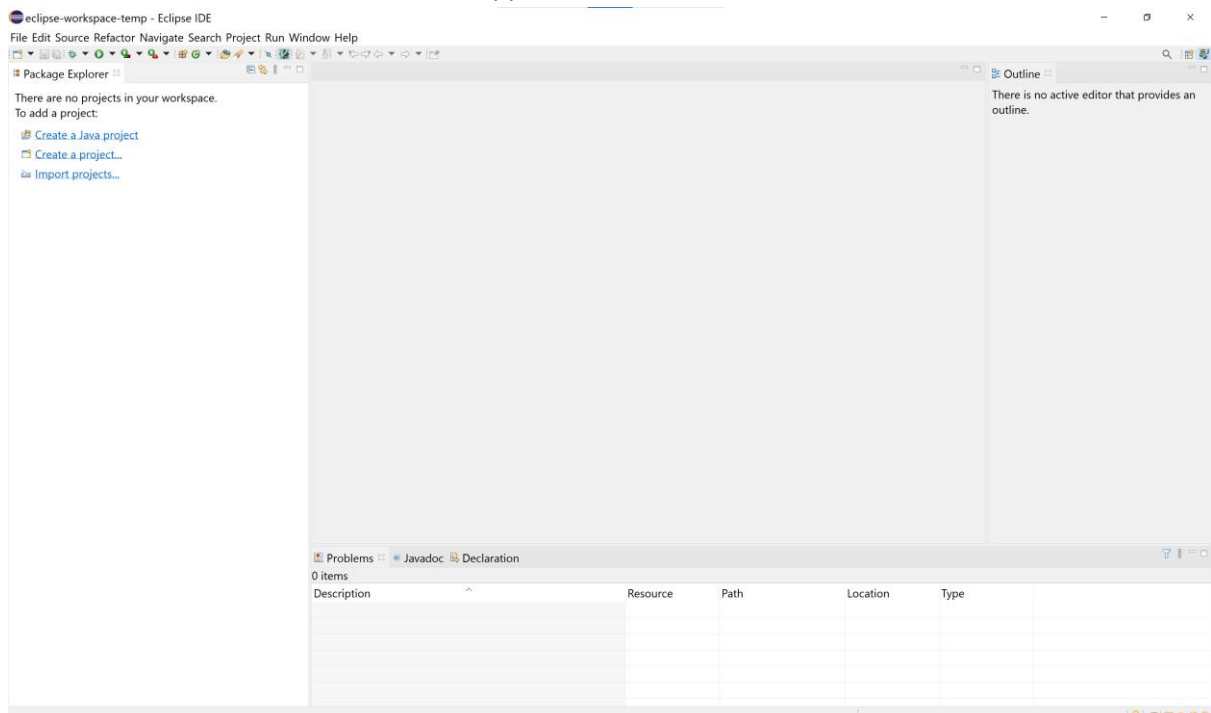 eclipse-workspace-temp - Eclipse IDE
File Edit Source Refactor Navigate Search Project Run Window Help
Package Explorer
There are no projects in your workspace.
To add a project:
Create a Java project
Create a project...
Import projects...
Outline
There is no active editor that provides an
outline.
Problems Javadoc Declaration
0 items
Description Resource Path Location Type